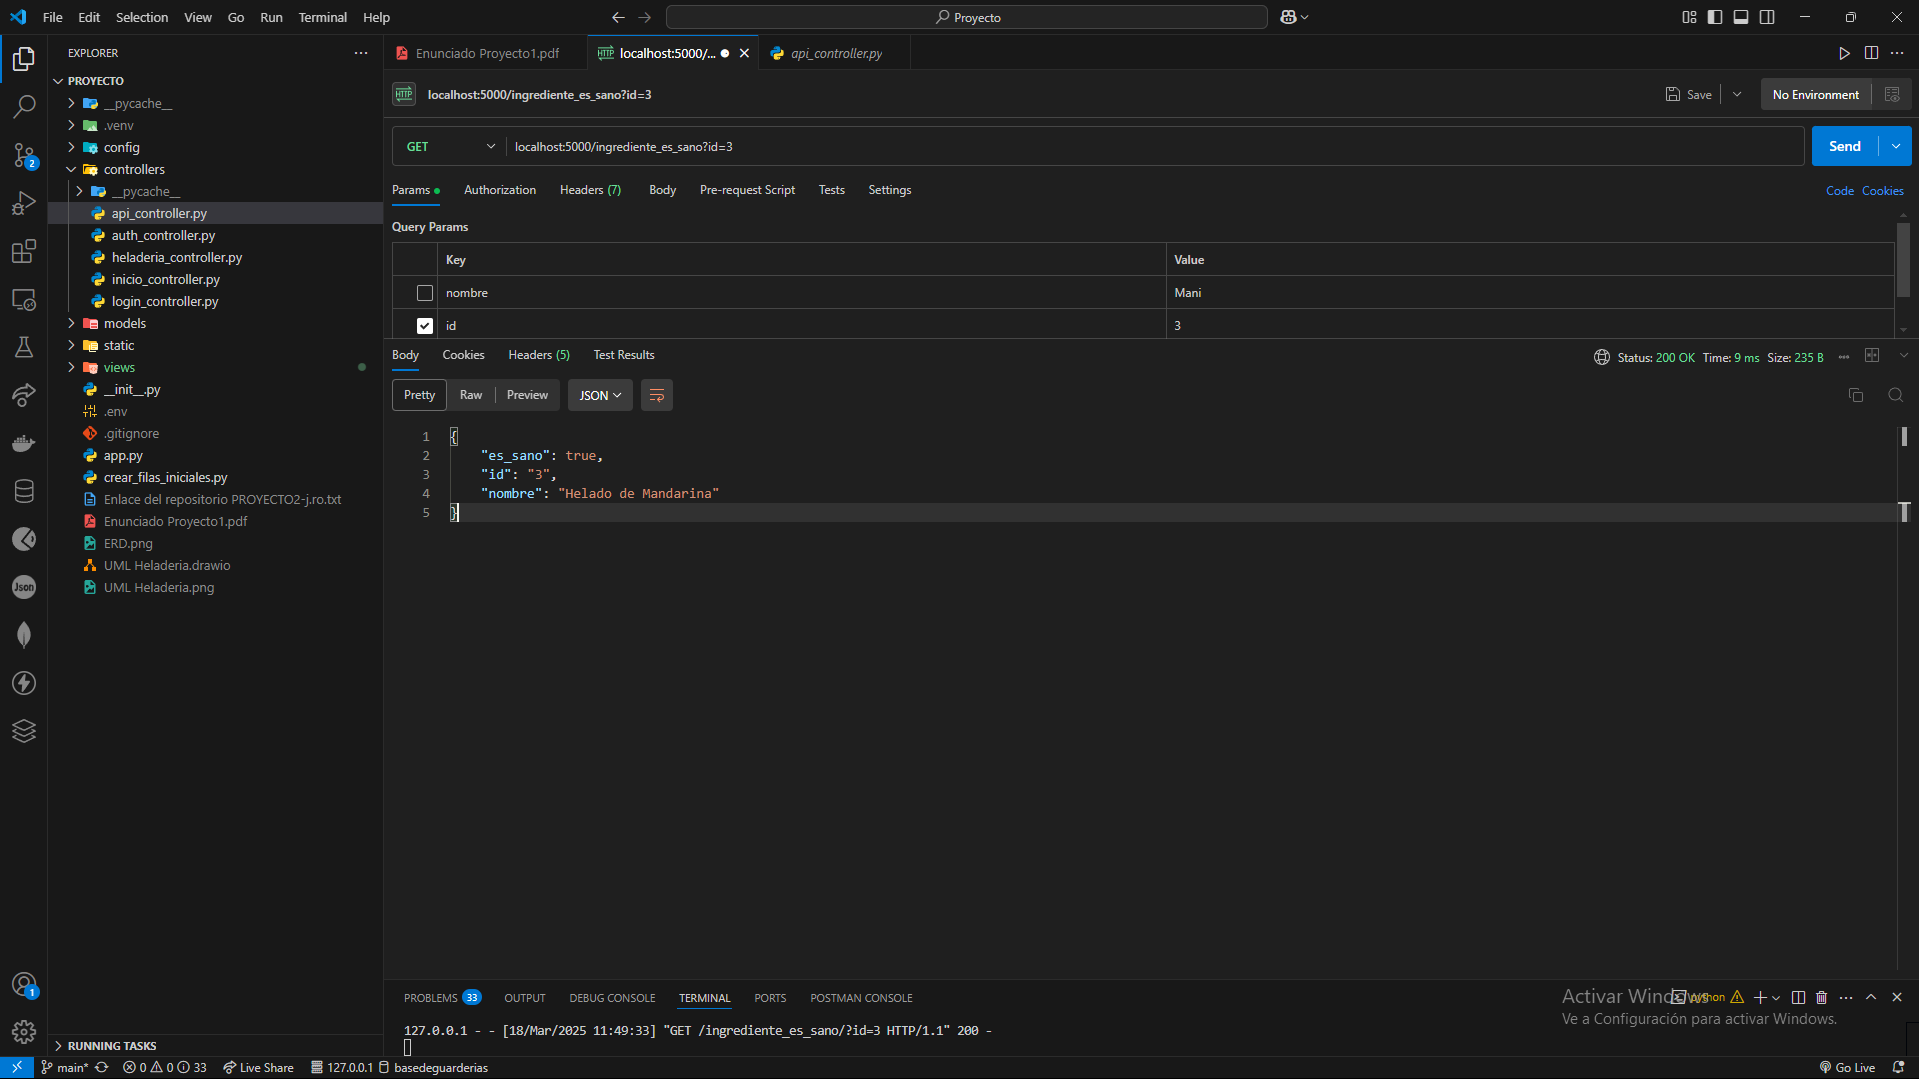 File Edit Selection View Go Run Terminal Help
Proyecto
EXPLORER
PROYECTO
__pycache__
.venv
config
controllers
__pycache__
api_controller.py
auth_controller.py
heladeria_controller.py
inicio_controller.py
login_controller.py
models
static
views
__init__.py
.env
.gitignore
app.py
crear_filas_iniciales.py
Enlace del repositorio PROYECTO2-j.ro.txt
Enunciado Proyecto1.pdf
ERD.png
UML Heladeria.drawio
UML Heladeria.png
RUNNING TASKS
2
Json
1
Enunciado Proyecto1.pdf
HTTP localhost:5000/...
api_controller.py
HTTP localhost:5000/ingrediente_es_sano?id=3
Save
No Environment
GET localhost:5000/ingrediente_es_sano?id=3
Send
Params Authorization Headers (7) Body Pre-request Script Tests Settings
Code Cookies
Query Params
Key Value
nombre Mani
id 3
Body Cookies Headers (5) Test Results
Status: 200 OK Time: 9 ms Size: 235 B
Pretty Raw Preview JSON
1 {
2 "es_sano": true,
3 "id": "3",
4 "nombre": "Helado de Mandarina"
5 }
PROBLEMS 33 OUTPUT DEBUG CONSOLE TERMINAL PORTS POSTMAN CONSOLE
python
Activar Windows
Ve a Configuración para activar Windows.
127.0.0.1 - - [18/Mar/2025 11:49:33] "GET /ingrediente_es_sano/?id=3 HTTP/1.1" 200 -
main* 0 0 33 Live Share 127.0.0.1 basedeguarderias
Go Live